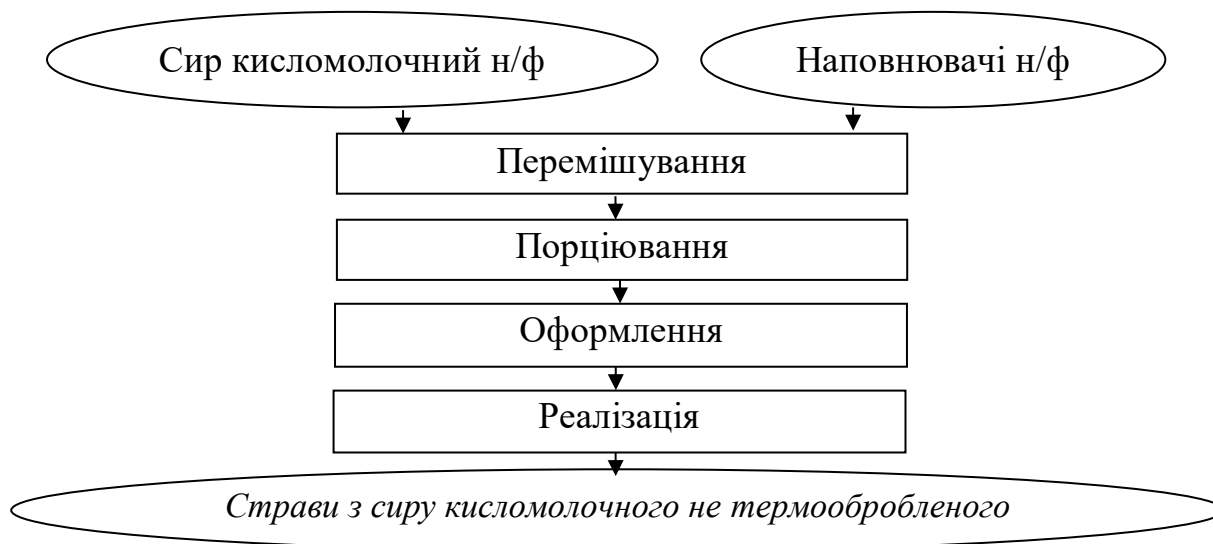 Сир кисломолочний н/ф
Наповнювачі н/ф
Перемішування
Порціювання
Оформлення
Реалізація
Страви з сиру кисломолочного не термообробленого